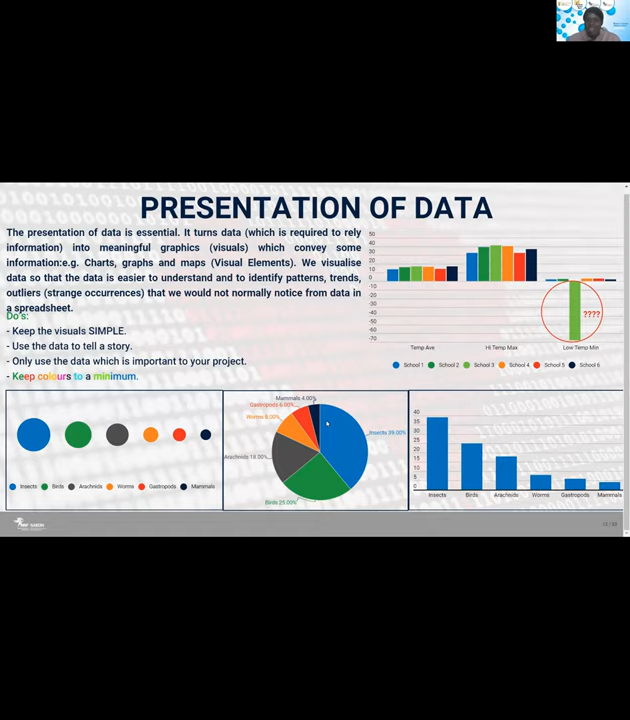 PRESENTATION OF DATA
The presentation of data is essential. It turns data (which is required to rely
information) into meaningful graphics (visuals) which convey some
information:e.g. Charts, graphs and maps (Visual Elements). We visualise
data so that the data is easier to understand and to identify patterns, trends,
outliers (strange occurrences) that we would not normally notice from data in
a spreadsheet.
Do's:
- Keep the visuals SIMPLE.
- Use the data to tell a story.
- Only use the data which is important to your project.
- Keep colours to a minimum.
50
40
30
20
10
0
-10
-20
-30
-40
-50
-60
-70
????
Temp Ave Hi Temp Max Low Temp Min
School 1 School 2 School 3 School 4 School 5 School 6
Insects Birds Arachnids Worms Gastropods Mammals
Mammals 4.00%
Gastropods 6.00%
Worms 8.00%
Arachnids 18.00%
Birds 25.00%
Insects 39.00%
40
35
30
25
20
15
10
5
0
Insects Birds Arachnids Worms Gastropods Mammals
NRF SAEON